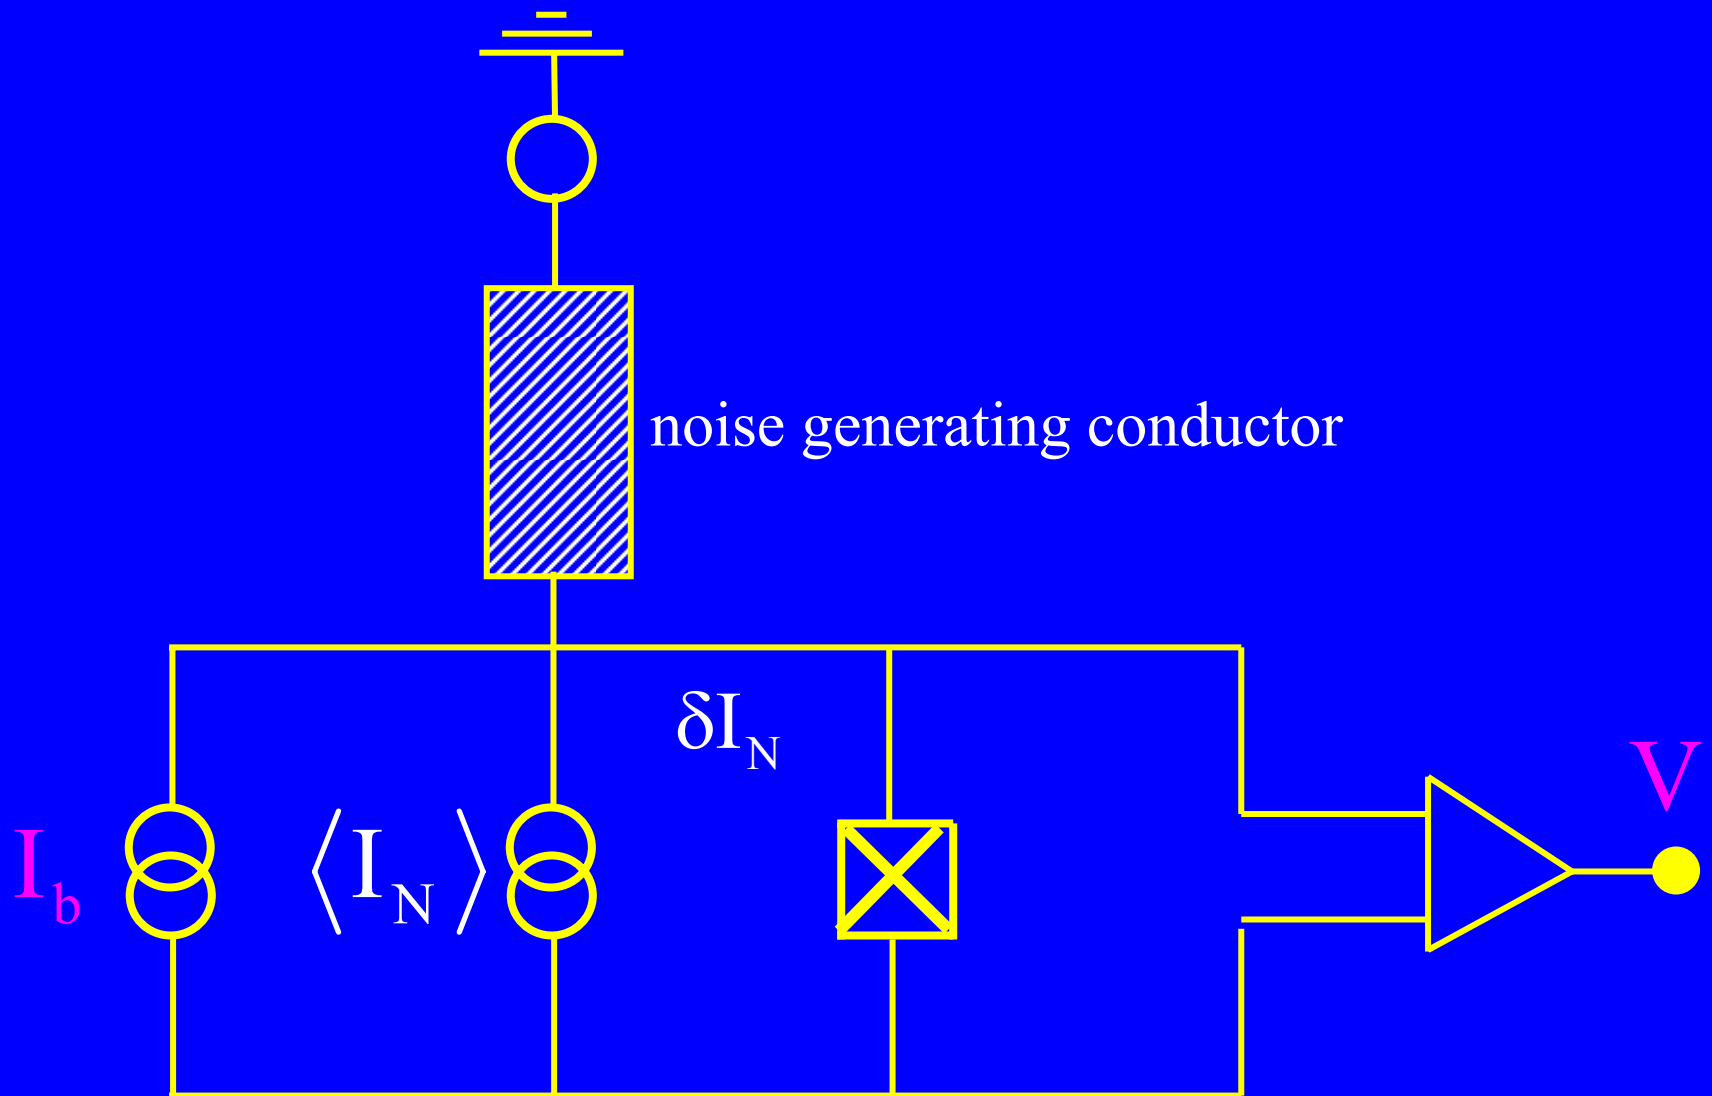 noise generating conductor
δI_N
V
I_b
⟨I_N⟩